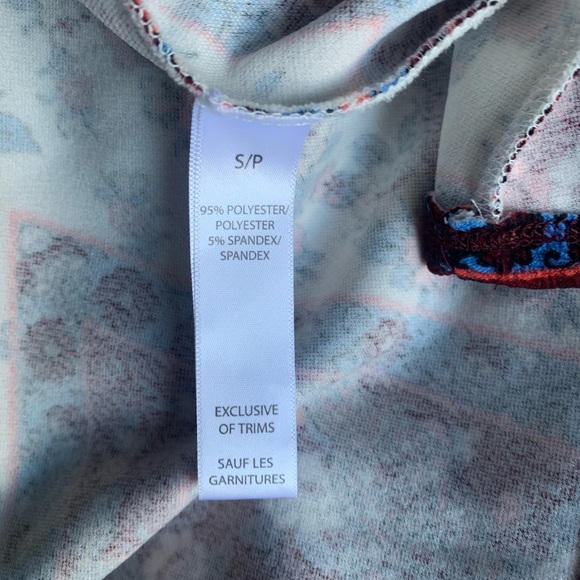 S/P
95% POLYESTER/
POLYESTER
5% SPANDEX/
SPANDEX
EXCLUSIVE
OF TRIMS
SAUF LES
GARNITURES